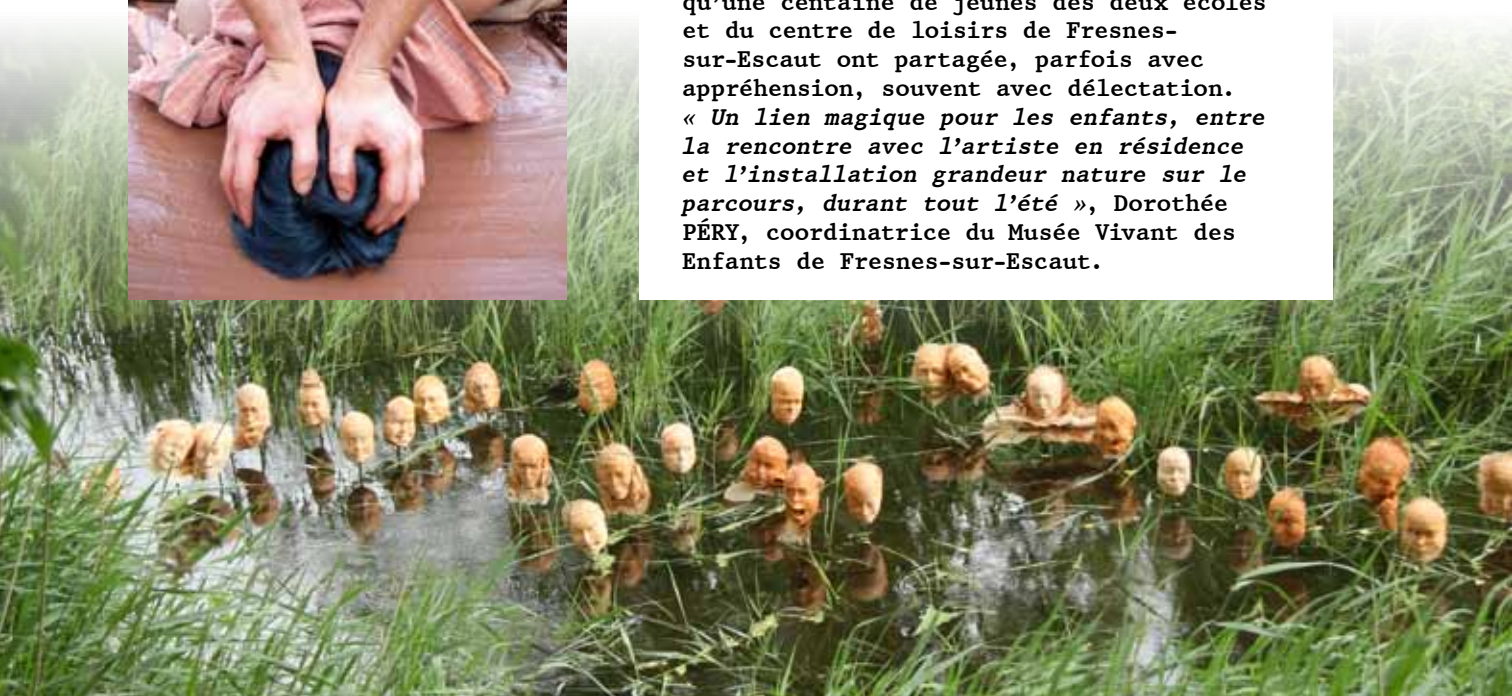 qu'une centaine de jeunes des deux écoles
et du centre de loisirs de Fresnes-
sur-Escaut ont partagée, parfois avec
appréhension, souvent avec délectation.
« Un lien magique pour les enfants, entre
la rencontre avec l'artiste en résidence
et l'installation grandeur nature sur le
parcours, durant tout l'été », Dorothée
PÉRY, coordinatrice du Musée Vivant des
Enfants de Fresnes-sur-Escaut.